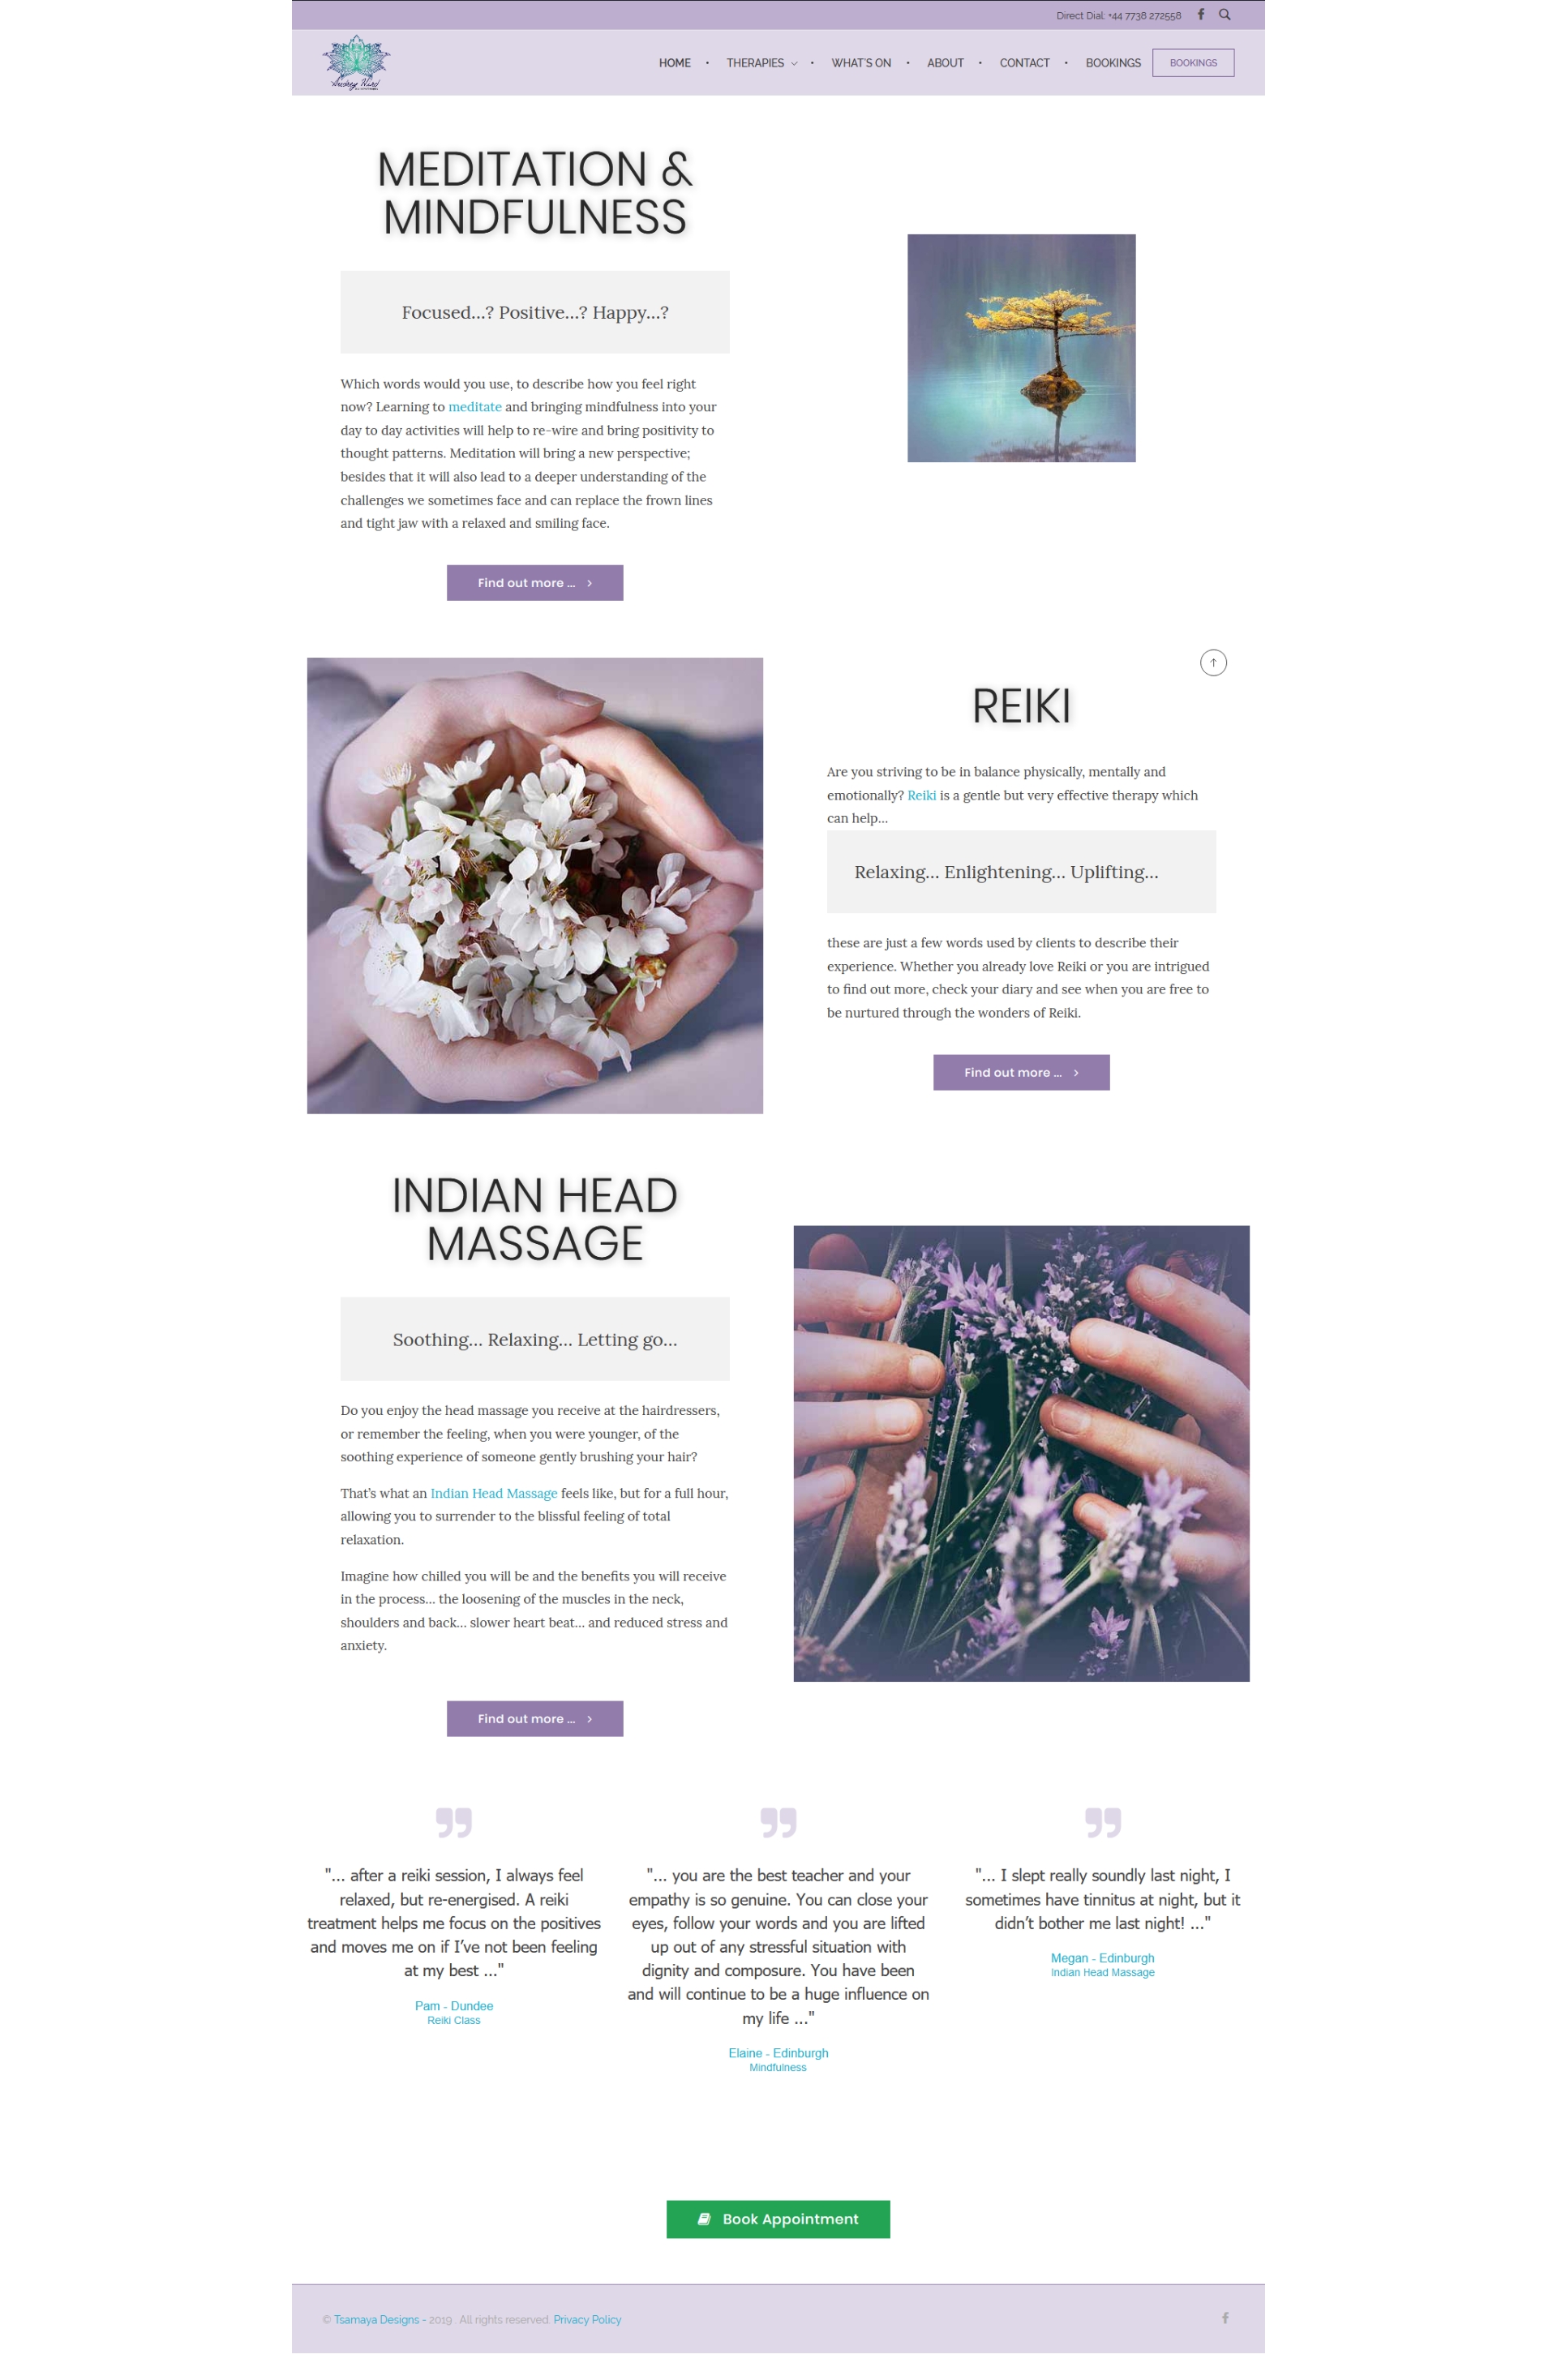 Direct Dial: +44 7738 272558
HOME • THERAPIES • WHAT'S ON • ABOUT • CONTACT • BOOKINGS BOOKINGS
MEDITATION &
MINDFULNESS
Focused...? Positive...? Happy...?
Which words would you use, to describe how you feel right
now? Learning to meditate and bringing mindfulness into your
day to day activities will help to re-wire and bring positivity to
thought patterns. Meditation will bring a new perspective;
besides that it will also lead to a deeper understanding of the
challenges we sometimes face and can replace the frown lines
and tight jaw with a relaxed and smiling face.
Find out more ...
REIKI
Are you striving to be in balance physically, mentally and
emotionally? Reiki is a gentle but very effective therapy which
can help...
Relaxing... Enlightening... Uplifting...
these are just a few words used by clients to describe their
experience. Whether you already love Reiki or you are intrigued
to find out more, check your diary and see when you are free to
be nurtured through the wonders of Reiki.
Find out more ...
INDIAN HEAD
MASSAGE
Soothing... Relaxing... Letting go...
Do you enjoy the head massage you receive at the hairdressers,
or remember the feeling, when you were younger, of the
soothing experience of someone gently brushing your hair?
That's what an Indian Head Massage feels like, but for a full hour,
allowing you to surrender to the blissful feeling of total
relaxation.
Imagine how chilled you will be and the benefits you will receive
in the process... the loosening of the muscles in the neck,
shoulders and back... slower heart beat... and reduced stress and
anxiety.
Find out more ...
"... after a reiki session, I always feel
relaxed, but re-energised. A reiki
treatment helps me focus on the positives
and moves me on if I've not been feeling
at my best ..."
Pam - Dundee
Reiki Class
"... you are the best teacher and your
empathy is so genuine. You can close your
eyes, follow your words and you are lifted
up out of any stressful situation with
dignity and composure. You have been
and will continue to be a huge influence on
my life ..."
Elaine - Edinburgh
Mindfulness
"... I slept really soundly last night, I
sometimes have tinnitus at night, but it
didn't bother me last night! ..."
Megan - Edinburgh
Indian Head Massage
Book Appointment
© Tsamaya Designs - 2019 . All rights reserved. Privacy Policy